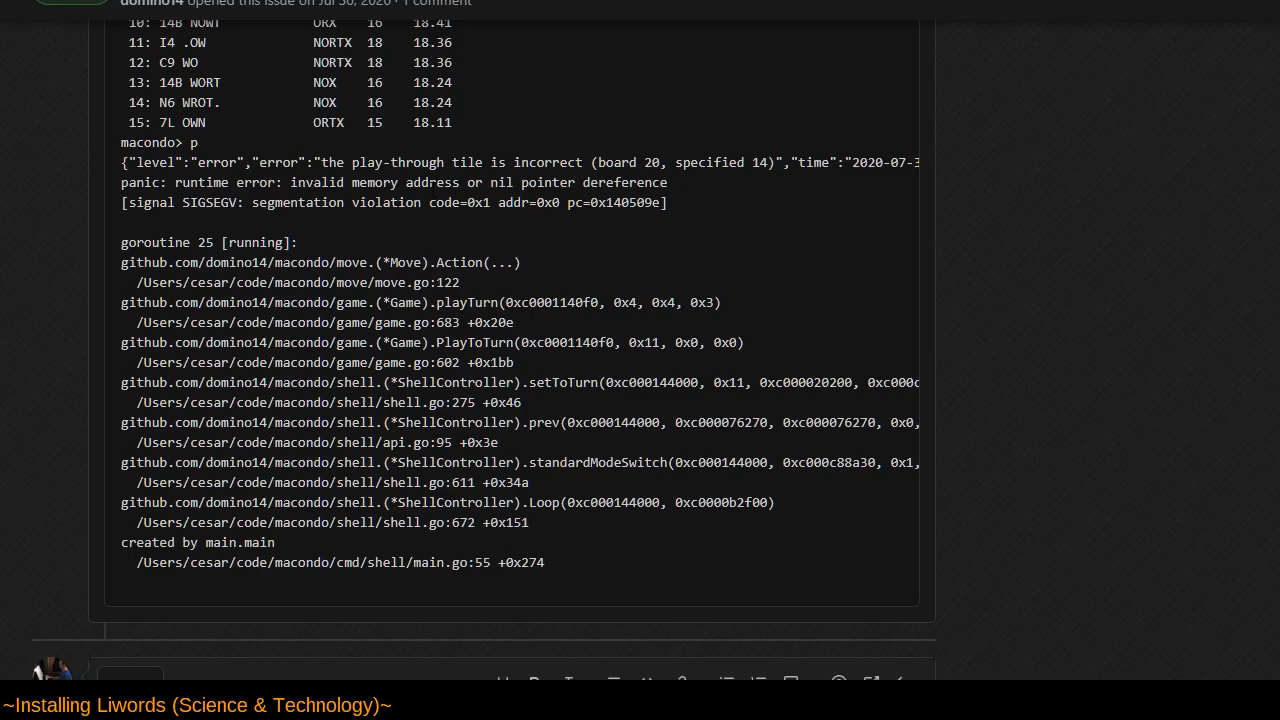 domino14 opened this issue on Jul 30, 2020 · 1 comment
10: 14B NOWT ORX 16 18.41
11: I4 .OW NORTX 18 18.36
12: C9 WO NORTX 18 18.36
13: 14B WORT NOX 16 18.24
14: N6 WROT. NOX 16 18.24
15: 7L OWN ORTX 15 18.11
macondo> p
{"level":"error","error":"the play-through tile is incorrect (board 20, specified 14)","time":"2020-07-3
panic: runtime error: invalid memory address or nil pointer dereference
[signal SIGSEGV: segmentation violation code=0x1 addr=0x0 pc=0x140509e]
goroutine 25 [running]:
github.com/domino14/macondo/move.(*Move).Action(...)
/Users/cesar/code/macondo/move/move.go:122
github.com/domino14/macondo/game.(*Game).playTurn(0xc0001140f0, 0x4, 0x4, 0x3)
/Users/cesar/code/macondo/game/game.go:683 +0x20e
github.com/domino14/macondo/game.(*Game).PlayToTurn(0xc0001140f0, 0x11, 0x0, 0x0)
/Users/cesar/code/macondo/game/game.go:602 +0x1bb
github.com/domino14/macondo/shell.(*ShellController).setToTurn(0xc000144000, 0x11, 0xc000020200, 0xc000c
/Users/cesar/code/macondo/shell/shell.go:275 +0x46
github.com/domino14/macondo/shell.(*ShellController).prev(0xc000144000, 0xc000076270, 0xc000076270, 0x0,
/Users/cesar/code/macondo/shell/api.go:95 +0x3e
github.com/domino14/macondo/shell.(*ShellController).standardModeSwitch(0xc000144000, 0xc000c88a30, 0x1,
/Users/cesar/code/macondo/shell/shell.go:611 +0x34a
github.com/domino14/macondo/shell.(*ShellController).Loop(0xc000144000, 0xc0000b2f00)
/Users/cesar/code/macondo/shell/shell.go:672 +0x151
created by main.main
/Users/cesar/code/macondo/cmd/shell/main.go:55 +0x274
~Installing Liwords (Science & Technology)~